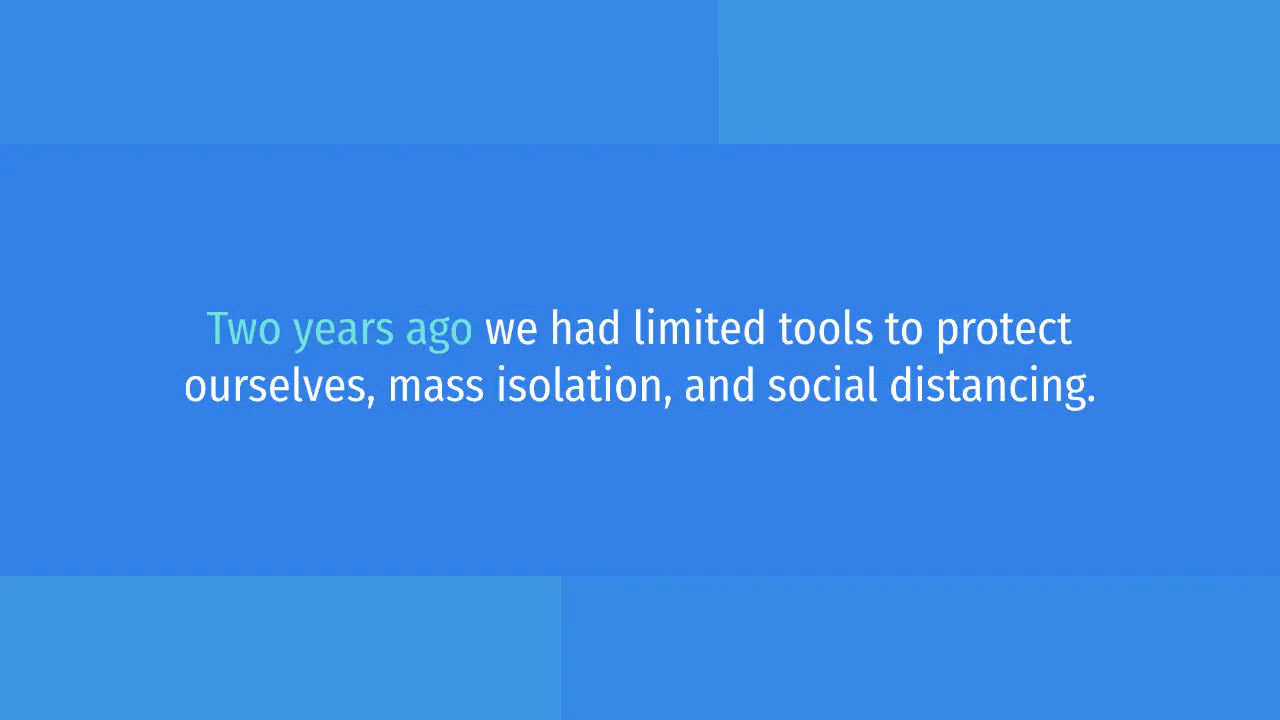 Two years ago we had limited tools to protect
ourselves, mass isolation, and social distancing.